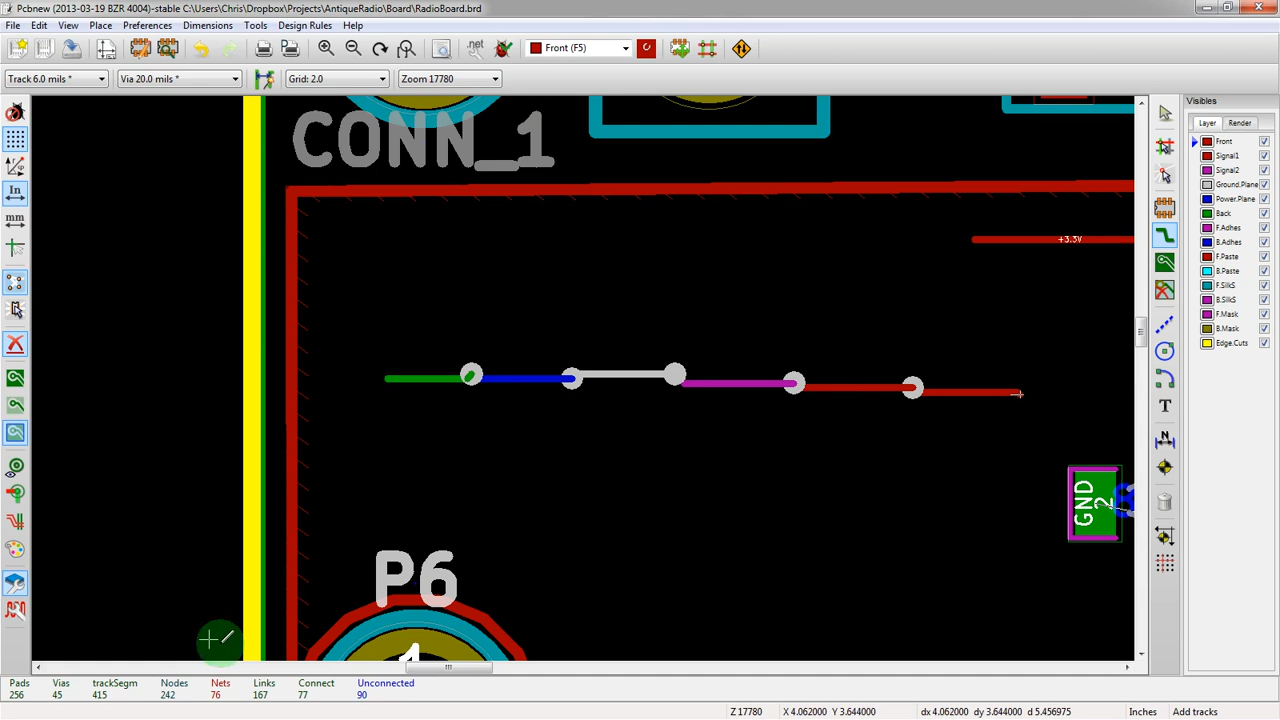 Pcbnew (2013-03-19 BZR 4004)-stable C:\Users\Chris\Dropbox\Projects\AntiqueRadio\Board\RadioBoard.brd
File Edit View Place Preferences Dimensions Tools Design Rules Help
.net Front (F5)
Track 6.0 mils * Via 20.0 mils * Grid: 2.0 Zoom 17780
Visibles
Layer Render
Front
Signal1
Signal2
Ground.Plane
Power.Plane
Back
F.Adhes
B.Adhes
F.Paste
B.Paste
F.SilkS
B.SilkS
F.Mask
B.Mask
Edge.Cuts
In
mm
T
N
CONN_1
+3.3V
GND
2
P6
1
Pads Vias trackSegm Nodes Nets Links Connect Unconnected
256 45 415 242 76 167 77 90
Z 17780 X 4.062000 Y 3.644000 dx 4.062000 dy 3.644000 d 5.456975 Inches Add tracks